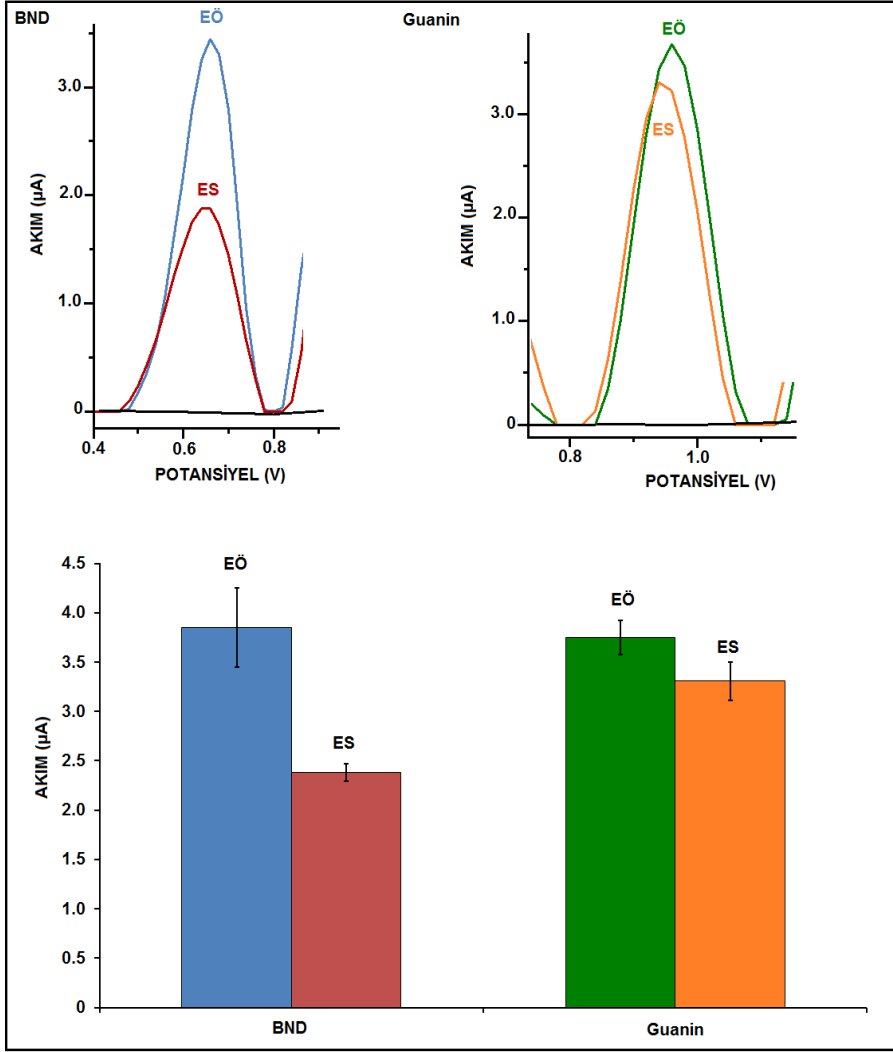 BND
EÖ
ES
AKIM (µA)
3.0
2.0
1.0
0
0.4
0.6
0.8
POTANSİYEL (V)
Guanin
EÖ
ES
AKIM (µA)
3.0
2.0
1.0
0
0.8
1.0
POTANSİYEL (V)
AKIM (µA)
4.5
4.0
3.5
3.0
2.5
2.0
1.5
1.0
0.5
0
EÖ
ES
EÖ
ES
BND
Guanin